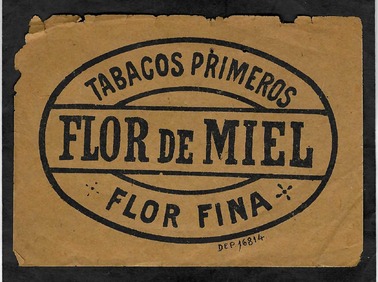 TABACOS PRIMEROS
FLOR DE MIEL
FLOR FINA
DEP. 16814